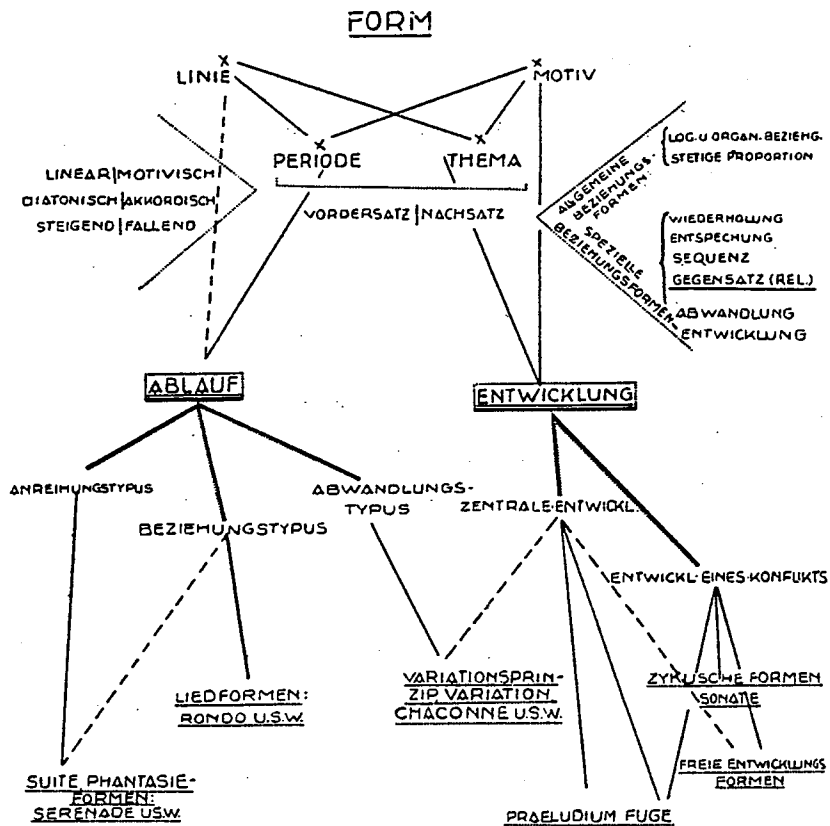 FORM
LINIE
MOTIV
PERIODE
THEMA
LINEAR|MOTIVISCH
DIATONISCH|AKKORDISCH
STEIGEND|FALLEND
VORDERSATZ|NACHSATZ
ALLGEMEINE
BEZIEHUNGS-
FORMEN:
LOG. U. ORGAN. BEZIEHG.
STETIGE PROPORTION
SPEZIELLE
BEZIEHUNGSFORMEN
WIEDERHOLUNG
ENTSPECHUNG
SEQUENZ
GEGENSATZ (REL.)
ABWANDLUNG
ENTWICKLUNG
ABLAUF
ENTWICKLUNG
ANREIHUNGSTYPUS
BEZIEHUNGSTYPUS
ABWANDLUNGS-
TYPUS
ZENTRALE·ENTWICKL.
ENTWICKL·EINES·KONFUKTS
LIEDFORMEN:
RONDO U.S.W.
VARIATIONSPRIN-
ZIP, VARIATION
CHACONNE U.S.W.
ZYKLISCHE FORMEN
SONATE
SUITE, PHANTASIE-
FORMEN:
SERENADE U.S.W.
FREIE ENTWICKLUNGS
FORMEN
PRAELUDIUM FUGE